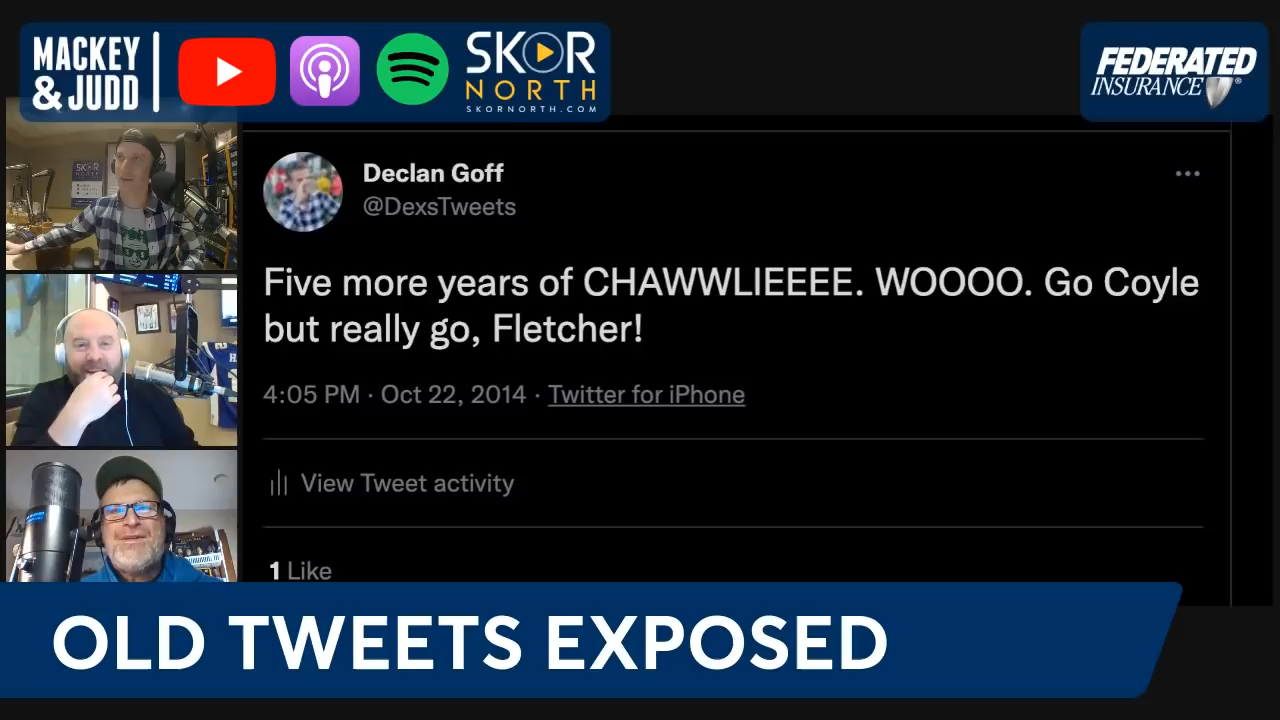 MACKEY
& JUDD
SKOR
NORTH
SKORNORTH.COM
FEDERATED
INSURANCE
SKOR
NORTH
Declan Goff
@DexsTweets
Five more years of CHAWWLIEEEE. WOOOO. Go Coyle
but really go, Fletcher!
4:05 PM · Oct 22, 2014 · Twitter for iPhone
View Tweet activity
1 Like
OLD TWEETS EXPOSED